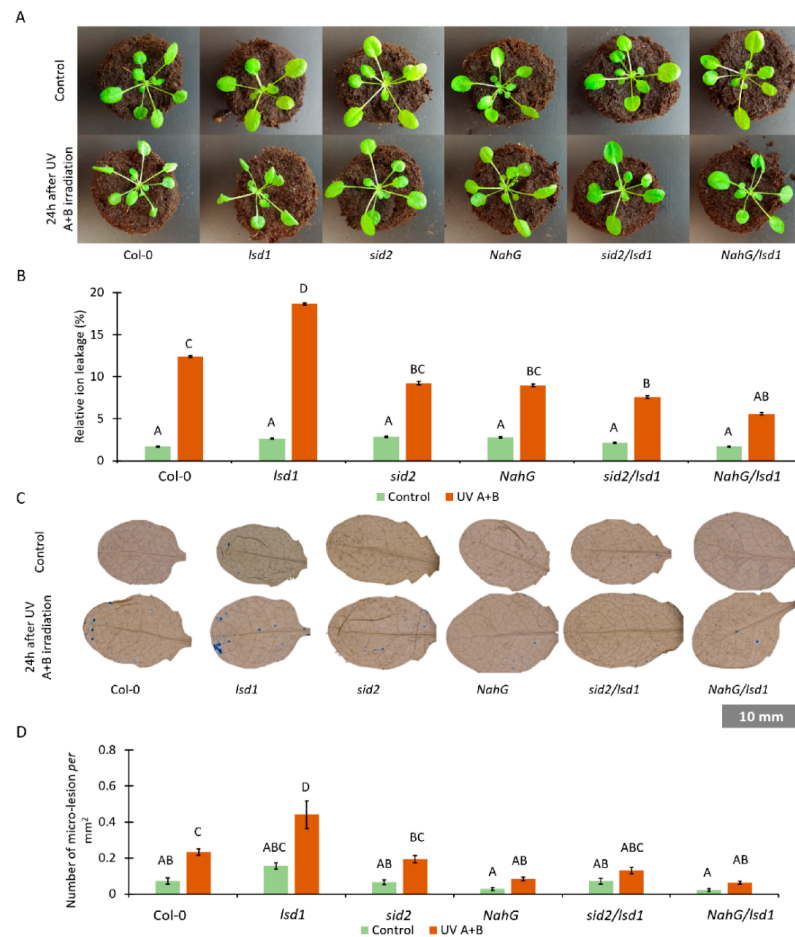 A
Control
24h after UV
A+B irradiation
Col-0 lsd1 sid2 NahG sid2/lsd1 NahG/lsd1
B
Relative ion leakage (%)
20
15
10
5
0
A C A D A BC A BC A B A AB
Col-0 lsd1 sid2 NahG sid2/lsd1 NahG/lsd1
Control UV A+B
C
Control
24h after UV
A+B irradiation
Col-0 lsd1 sid2 NahG sid2/lsd1 NahG/lsd1
10 mm
D
Number of micro-lesion per
mm²
0.8
0.6
0.4
0.2
0
AB C ABC D AB BC A AB AB ABC A AB
Col-0 lsd1 sid2 NahG sid2/lsd1 NahG/lsd1
Control UV A+B